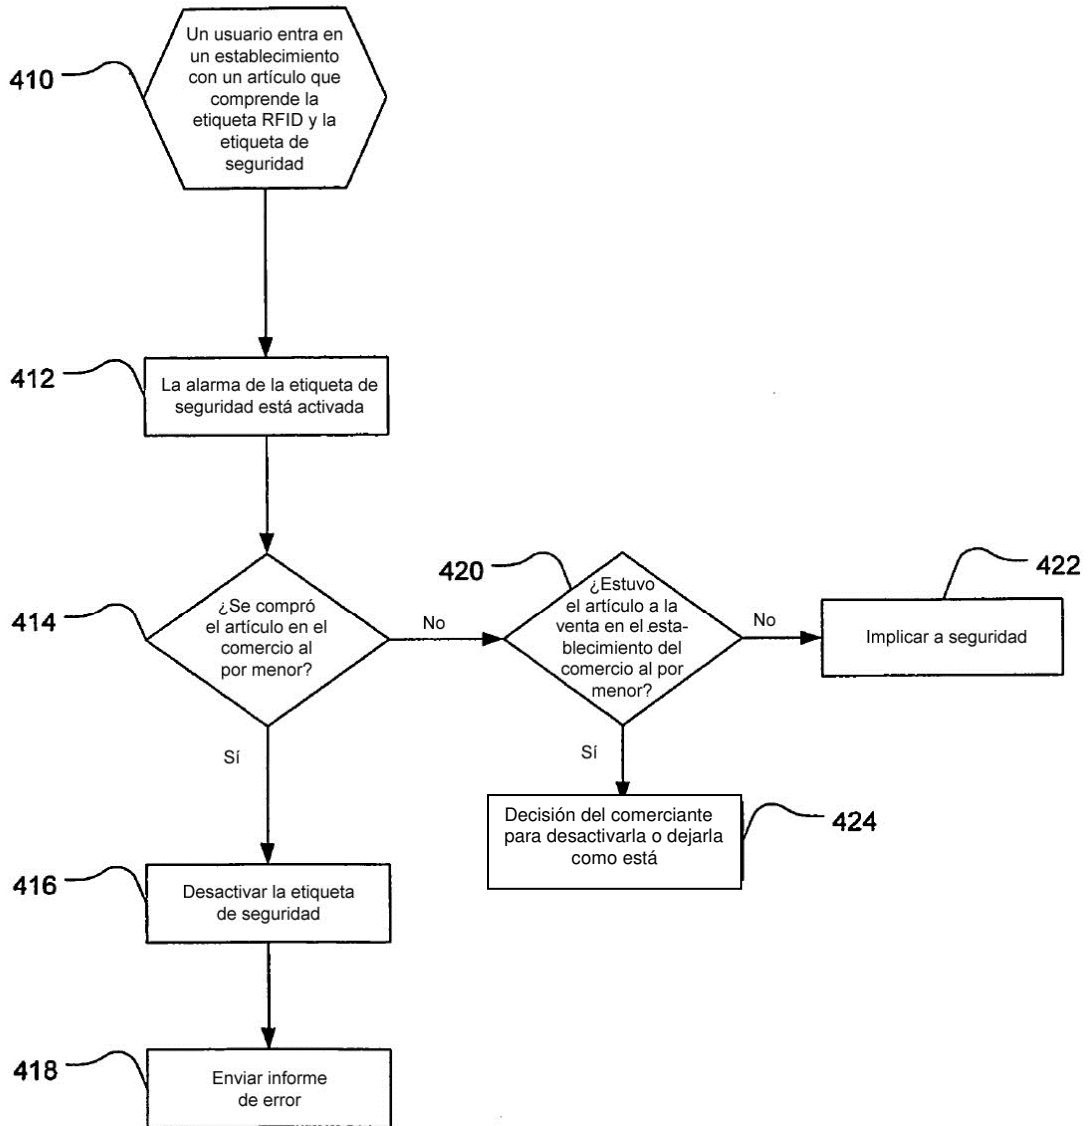 Un usuario entra en
un establecimiento
con un artículo que
comprende la
etiqueta RFID y la
etiqueta de
seguridad
410
La alarma de la etiqueta de
seguridad está activada
412
¿Se compró
el artículo en el
comercio al
por menor?
414
No
420
¿Estuvo
el artículo a la
venta en el esta-
blecimiento del
comercio al por
menor?
No
422
Implicar a seguridad
Sí
Sí
Decisión del comerciante
para desactivarla o dejarla
como está
424
416
Desactivar la etiqueta
de seguridad
418
Enviar informe
de error